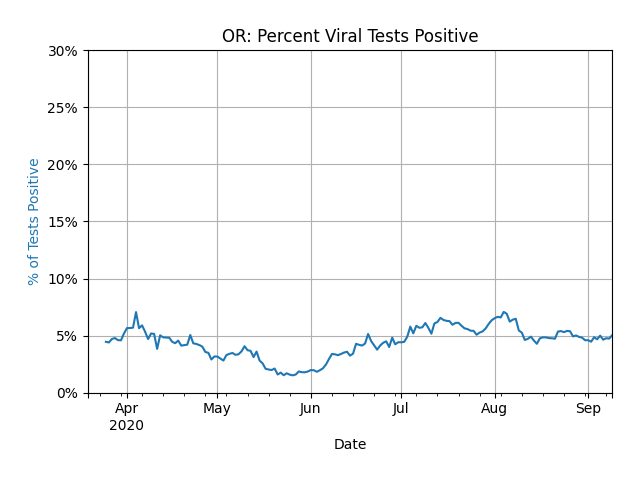 OR: Percent Viral Tests Positive
30%
25%
20%
15%
10%
5%
0%
% of Tests Positive
Apr
2020
May
Jun
Jul
Aug
Sep
Date